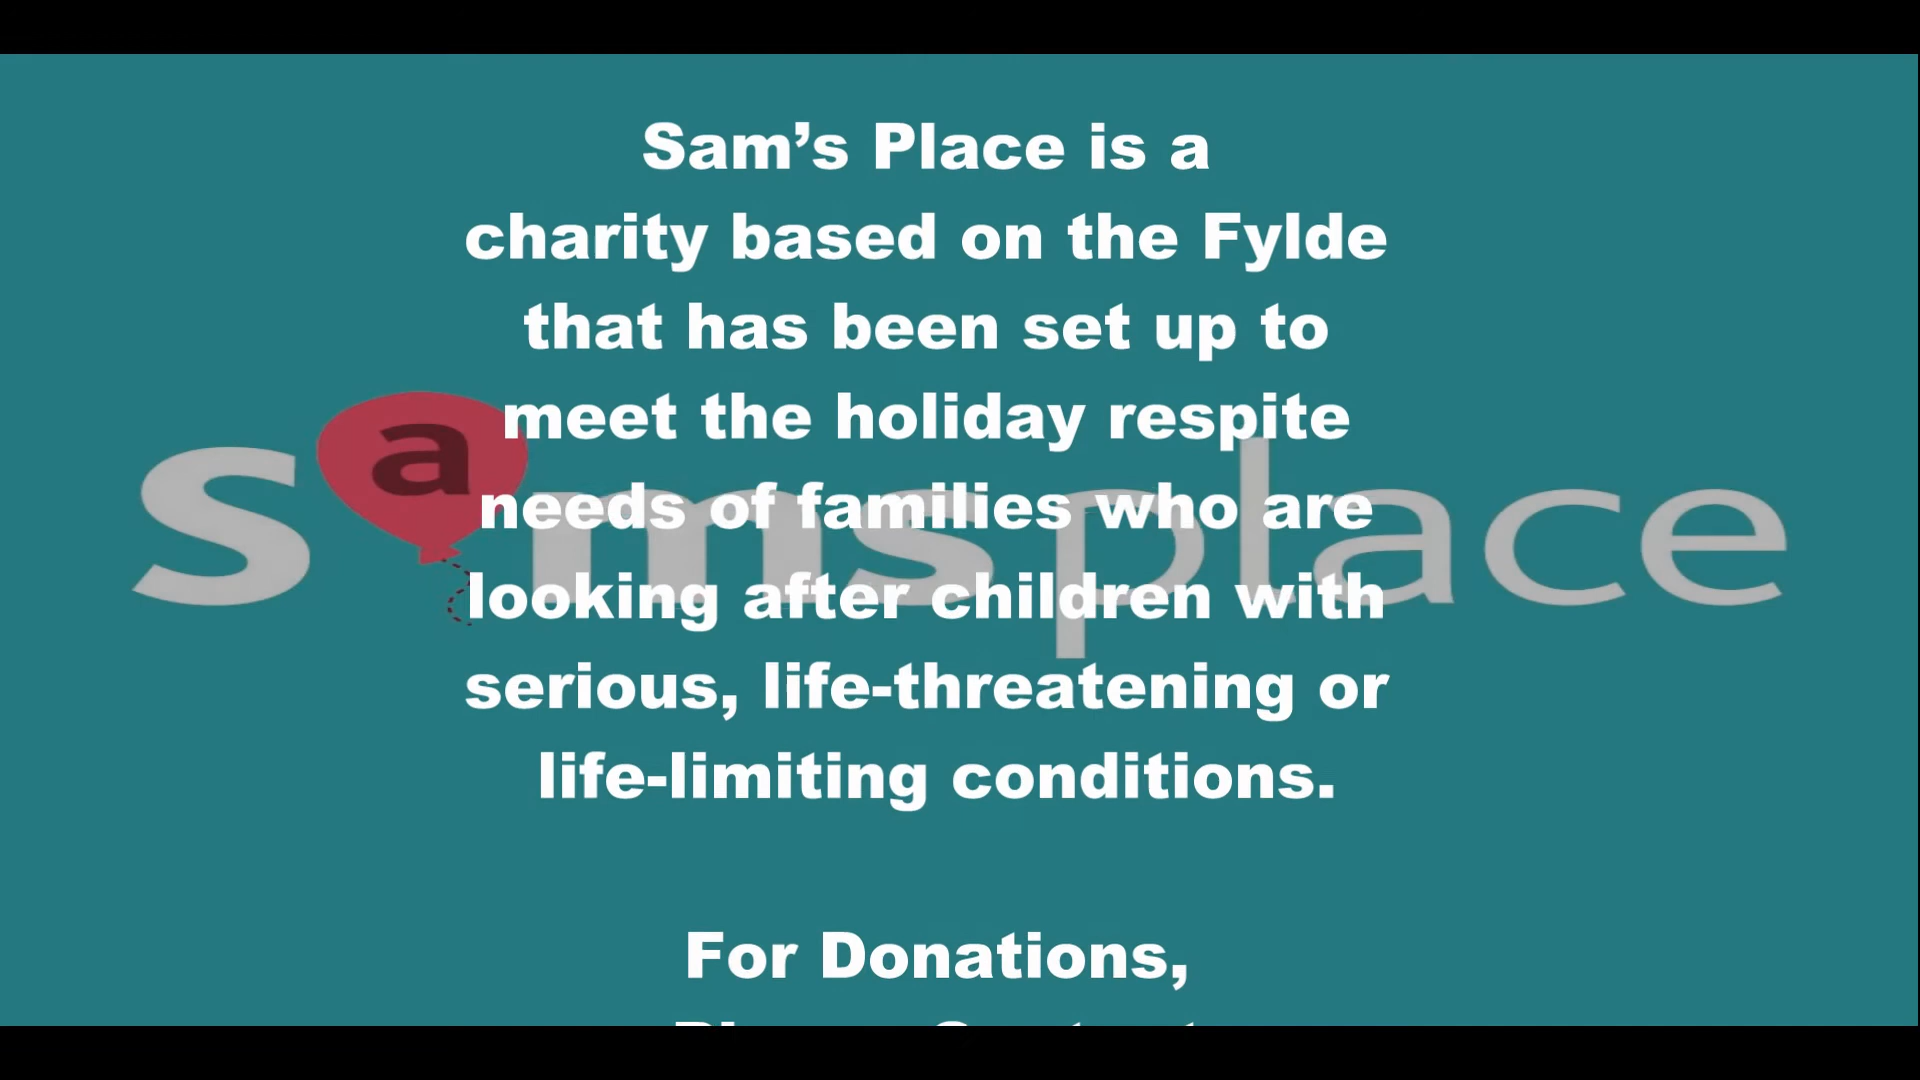 Sam’s Place is a
charity based on the Fylde
that has been set up to
meet the holiday respite
needs of families who are
looking after children with
serious, life-threatening or
life-limiting conditions.
samsplace
For Donations,